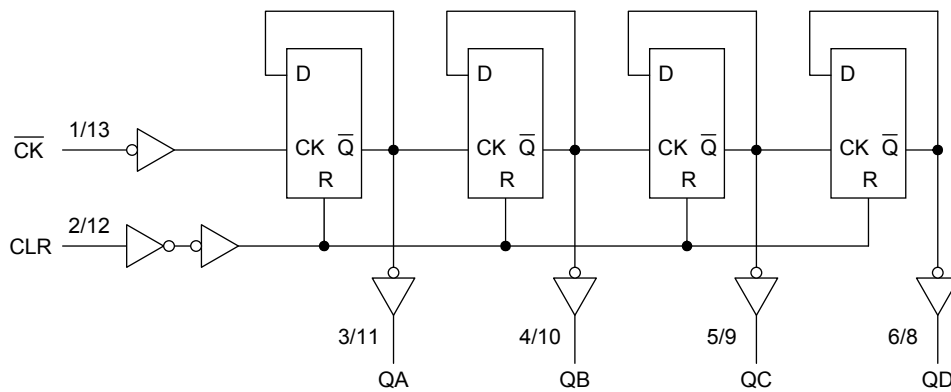 D D D D
C̅K̅ 1/13
CK Q̅ CK Q̅ CK Q̅ CK Q̅
R R R R
CLR 2/12
3/11 4/10 5/9 6/8
QA QB QC QD